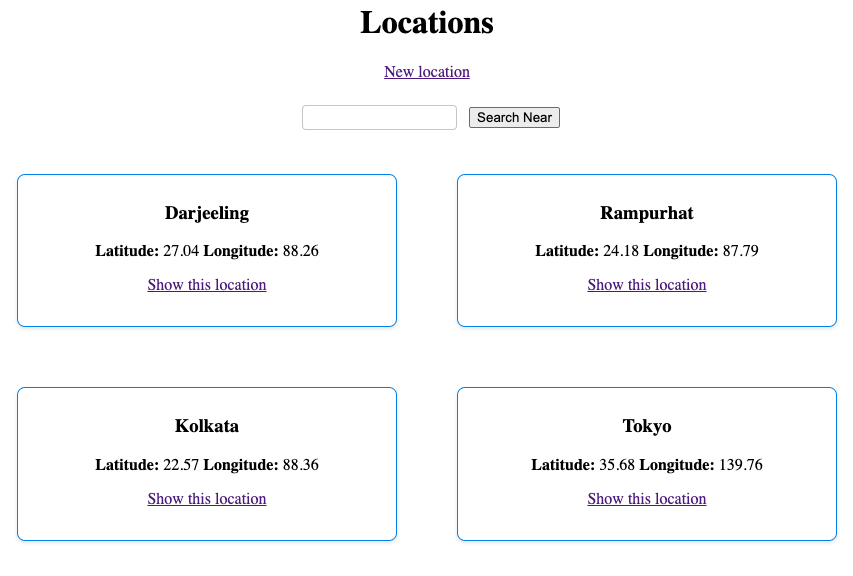 Locations
New location
Search Near
Darjeeling
Latitude: 27.04 Longitude: 88.26
Show this location
Rampurhat
Latitude: 24.18 Longitude: 87.79
Show this location
Kolkata
Latitude: 22.57 Longitude: 88.36
Show this location
Tokyo
Latitude: 35.68 Longitude: 139.76
Show this location